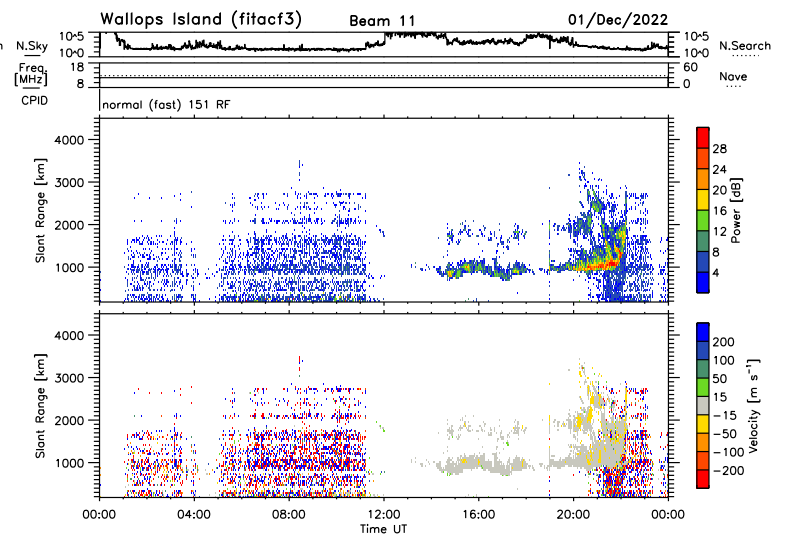 Wallops Island (fitacf3) Beam 11 01/Dec/2022
n N.Sky 10^5 10^0 10^5 10^0 N.Search
Freq. [MHz] 18 8 60 0 Nave
CPID normal (fast) 151 RF
Slant Range [km]
4000
3000
2000
1000
28
24
20
16
12
8
4
Power [dB]
Slant Range [km]
4000
3000
2000
1000
200
100
50
15
-15
-50
-100
-200
Velocity [m s⁻¹]
00:00 04:00 08:00 12:00 16:00 20:00 00:00
Time UT